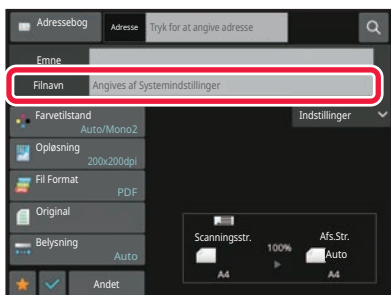 Adressebog Adresse Tryk for at angive adresse
Emne
Filnavn Angives af Systemindstillinger
Farvetilstand Indstillinger
Auto/Mono2
Opløsning
200x200dpi
Fil Format
PDF
Original
Belysning
Auto
Scanningsstr. 100% Afs.Str.
Auto
A4 A4
Andet